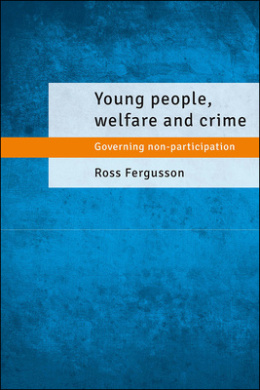 Young people,
welfare and crime
Governing non-participation
Ross Fergusson